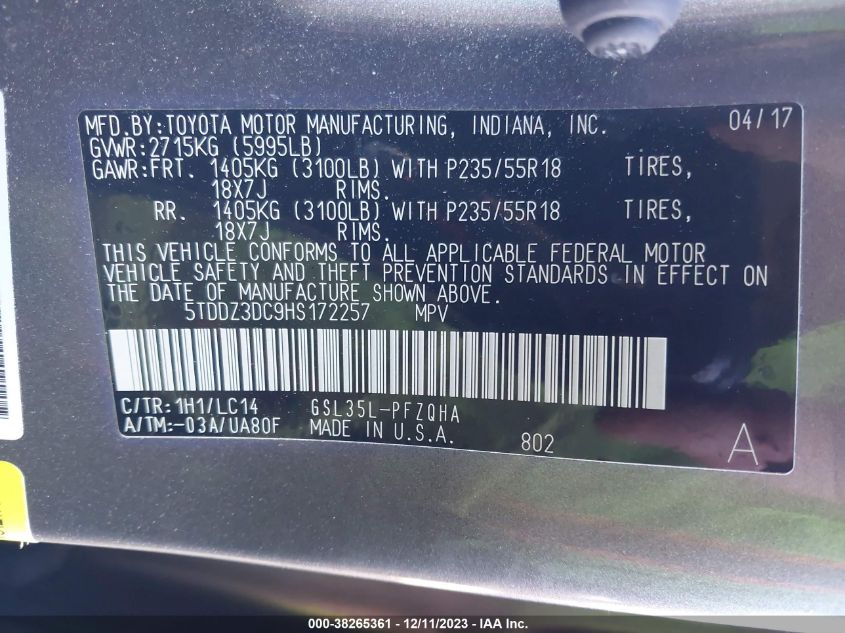 MFD.BY:TOYOTA MOTOR MANUFACTURING, INDIANA, INC. 04/17
GVWR:2715KG (5995LB)
GAWR:FRT. 1405KG (3100LB) WITH P235/55R18 TIRES,
18X7J RIMS.
RR. 1405KG (3100LB) WITH P235/55R18 TIRES,
18X7J RIMS.
THIS VEHICLE CONFORMS TO ALL APPLICABLE FEDERAL MOTOR
VEHICLE SAFETY AND THEFT PREVENTION STANDARDS IN EFFECT ON
THE DATE OF MANUFACTURE SHOWN ABOVE.
5TDDZ3DC9HS172257 MPV
C/TR:1H1/LC14 GSL35L-PFZQHA
A/TM:-03A/UA80F MADE IN U.S.A. 802 A
000-38265361 - 12/11/2023 - IAAI.com